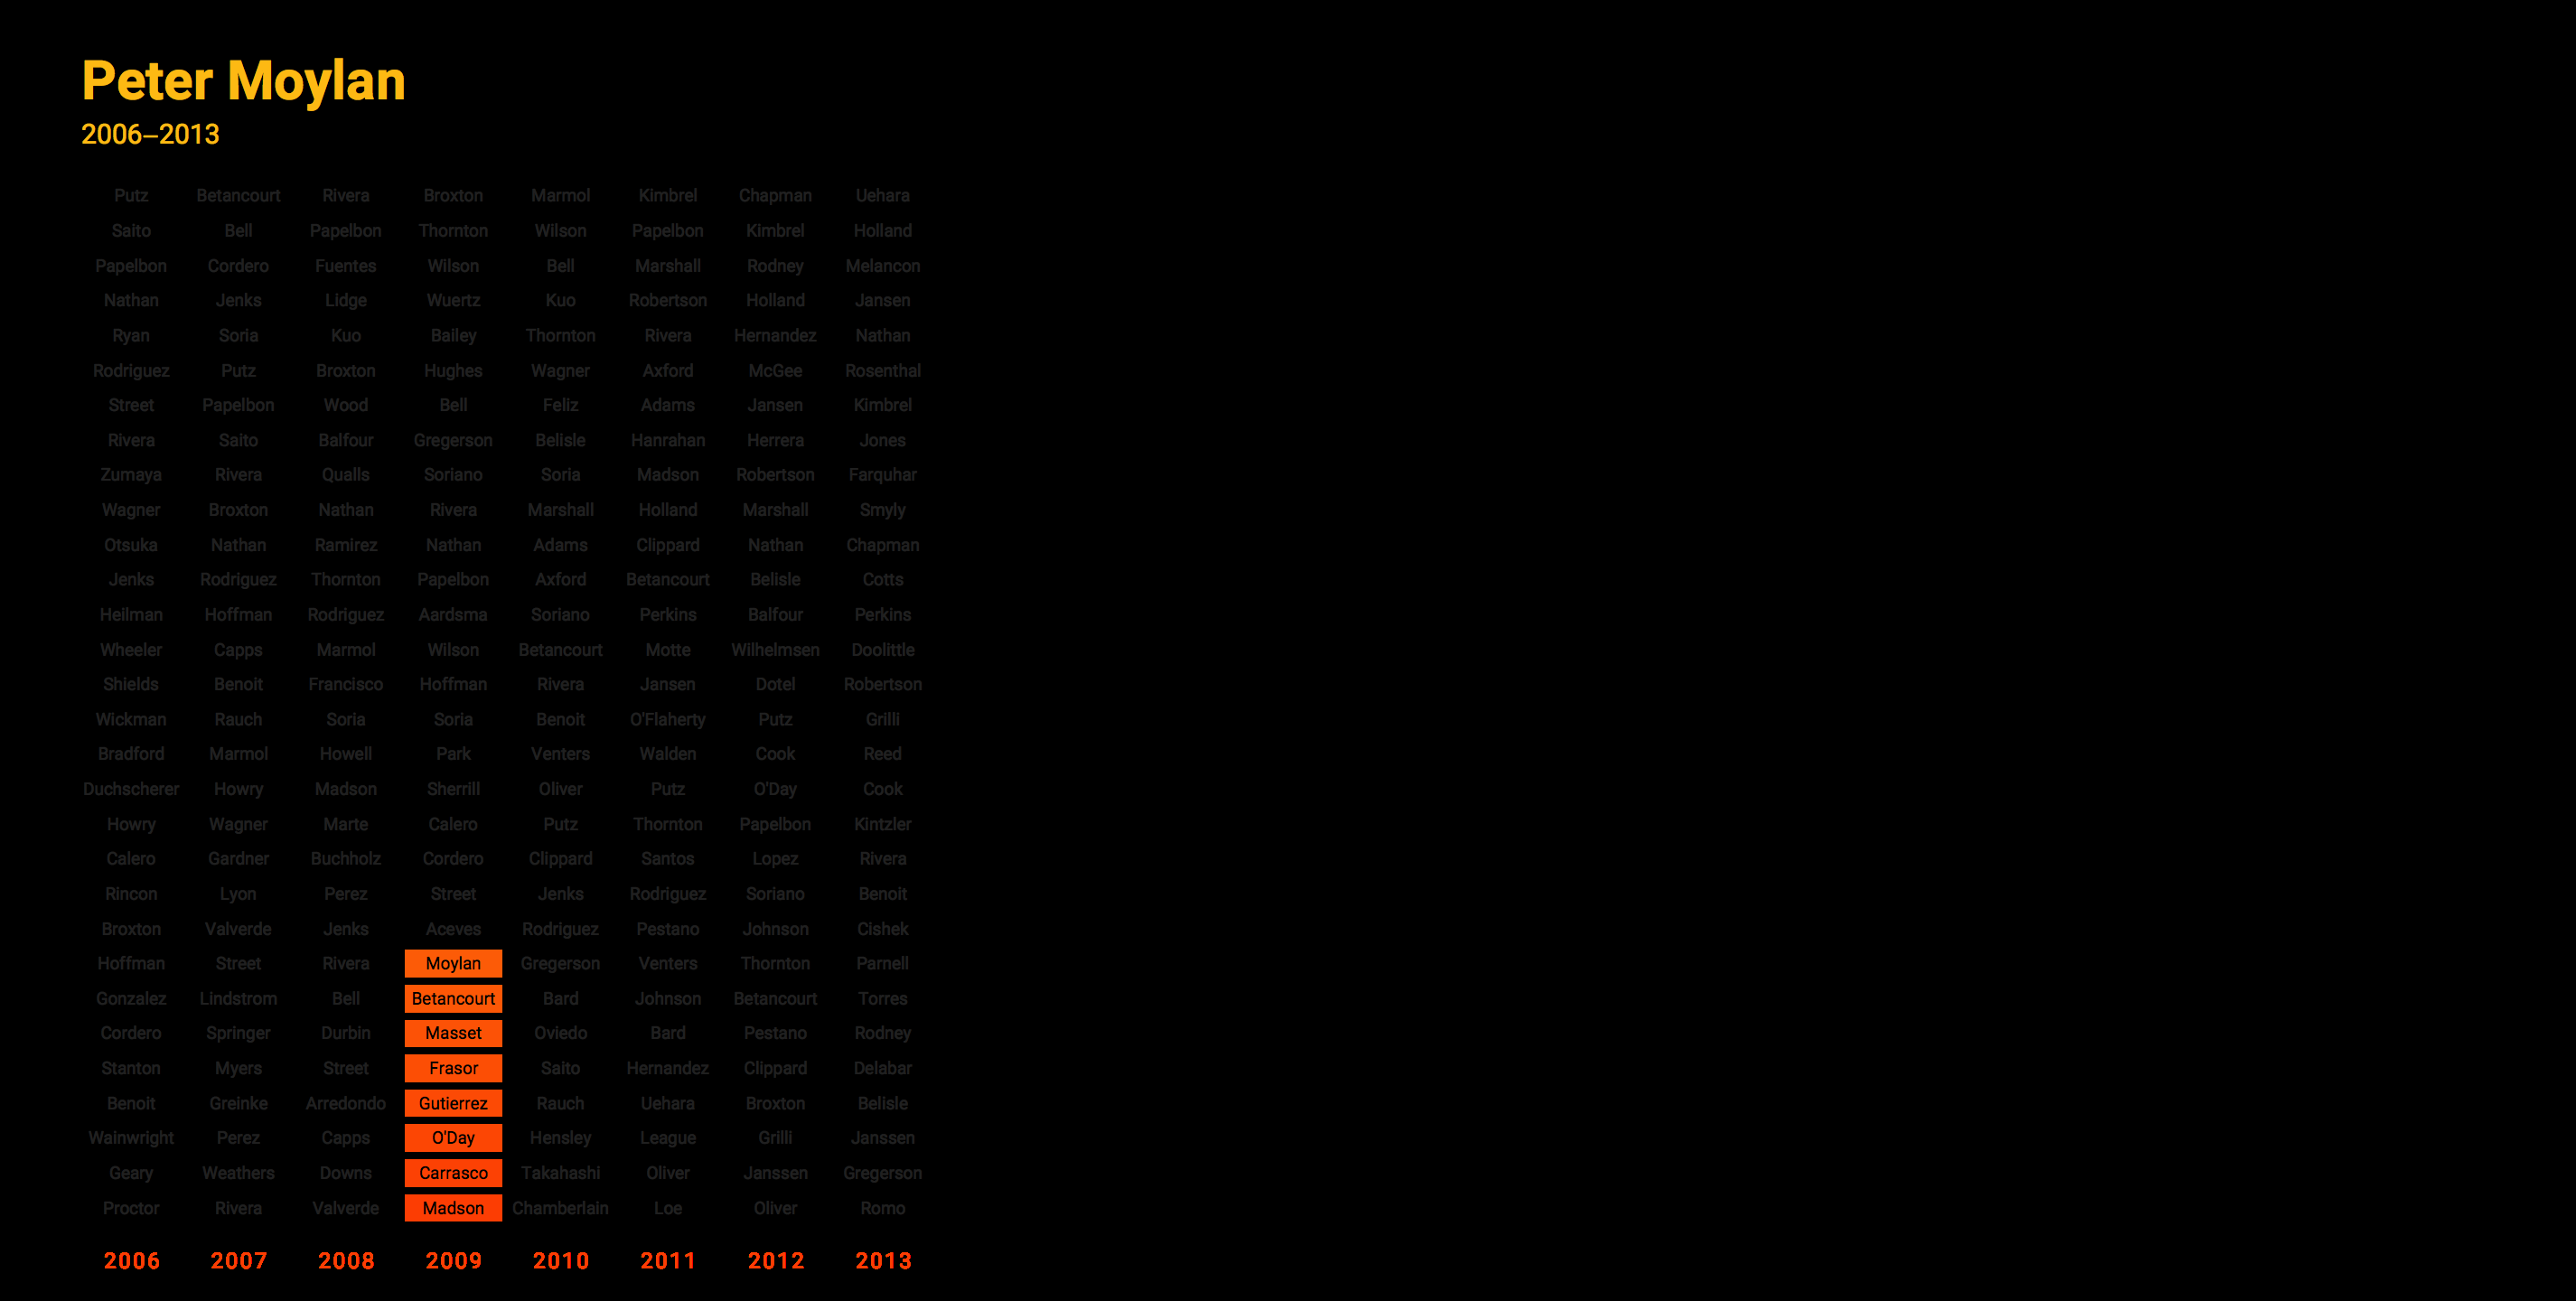 Peter Moylan
2006–2013
Putz Betancourt Rivera Broxton Marmol Kimbrel Chapman Uehara
Saito Bell Papelbon Thornton Wilson Papelbon Kimbrel Holland
Papelbon Cordero Fuentes Wilson Bell Marshall Rodney Melancon
Nathan Jenks Lidge Wuertz Kuo Robertson Holland Jansen
Ryan Soria Kuo Bailey Thornton Rivera Hernandez Nathan
Rodriguez Putz Broxton Hughes Wagner Axford McGee Rosenthal
Street Papelbon Wood Bell Feliz Adams Jansen Kimbrel
Rivera Saito Balfour Gregerson Belisle Hanrahan Herrera Jones
Zumaya Rivera Qualls Soriano Soria Madson Robertson Farquhar
Wagner Broxton Nathan Rivera Marshall Holland Marshall Smyly
Otsuka Nathan Ramirez Nathan Adams Clippard Nathan Chapman
Jenks Rodriguez Thornton Papelbon Axford Betancourt Belisle Cotts
Heilman Hoffman Rodriguez Aardsma Soriano Perkins Balfour Perkins
Wheeler Capps Marmol Wilson Betancourt Motte Wilhelmsen Doolittle
Shields Benoit Francisco Hoffman Rivera Jansen Dotel Robertson
Wickman Rauch Soria Soria Benoit O'Flaherty Putz Grilli
Bradford Marmol Howell Park Venters Walden Cook Reed
Duchscherer Howry Madson Sherrill Oliver Putz O'Day Cook
Howry Wagner Marte Calero Putz Thornton Papelbon Kintzler
Calero Gardner Buchholz Cordero Clippard Santos Lopez Rivera
Rincon Lyon Perez Street Jenks Rodriguez Soriano Benoit
Broxton Valverde Jenks Aceves Rodriguez Pestano Johnson Cishek
Hoffman Street Rivera Moylan Gregerson Venters Thornton Parnell
Gonzalez Lindstrom Bell Betancourt Bard Johnson Betancourt Torres
Cordero Springer Durbin Masset Oviedo Bard Pestano Rodney
Stanton Myers Street Frasor Saito Hernandez Clippard Delabar
Benoit Greinke Arredondo Gutierrez Rauch Uehara Broxton Belisle
Wainwright Perez Capps O'Day Hensley League Grilli Janssen
Geary Weathers Downs Carrasco Takahashi Oliver Janssen Gregerson
Proctor Rivera Valverde Madson Chamberlain Loe Oliver Romo
2006 2007 2008 2009 2010 2011 2012 2013